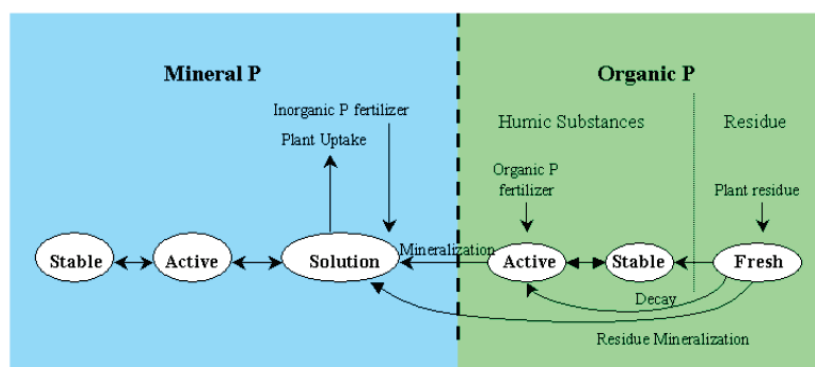 Mineral P
Organic P
Inorganic P fertilizer
Plant Uptake
Humic Substances
Residue
Organic P
fertilizer
Plant residue
Stable
Active
Solution
Mineralization
Active
Stable
Fresh
Decay
Residue Mineralization